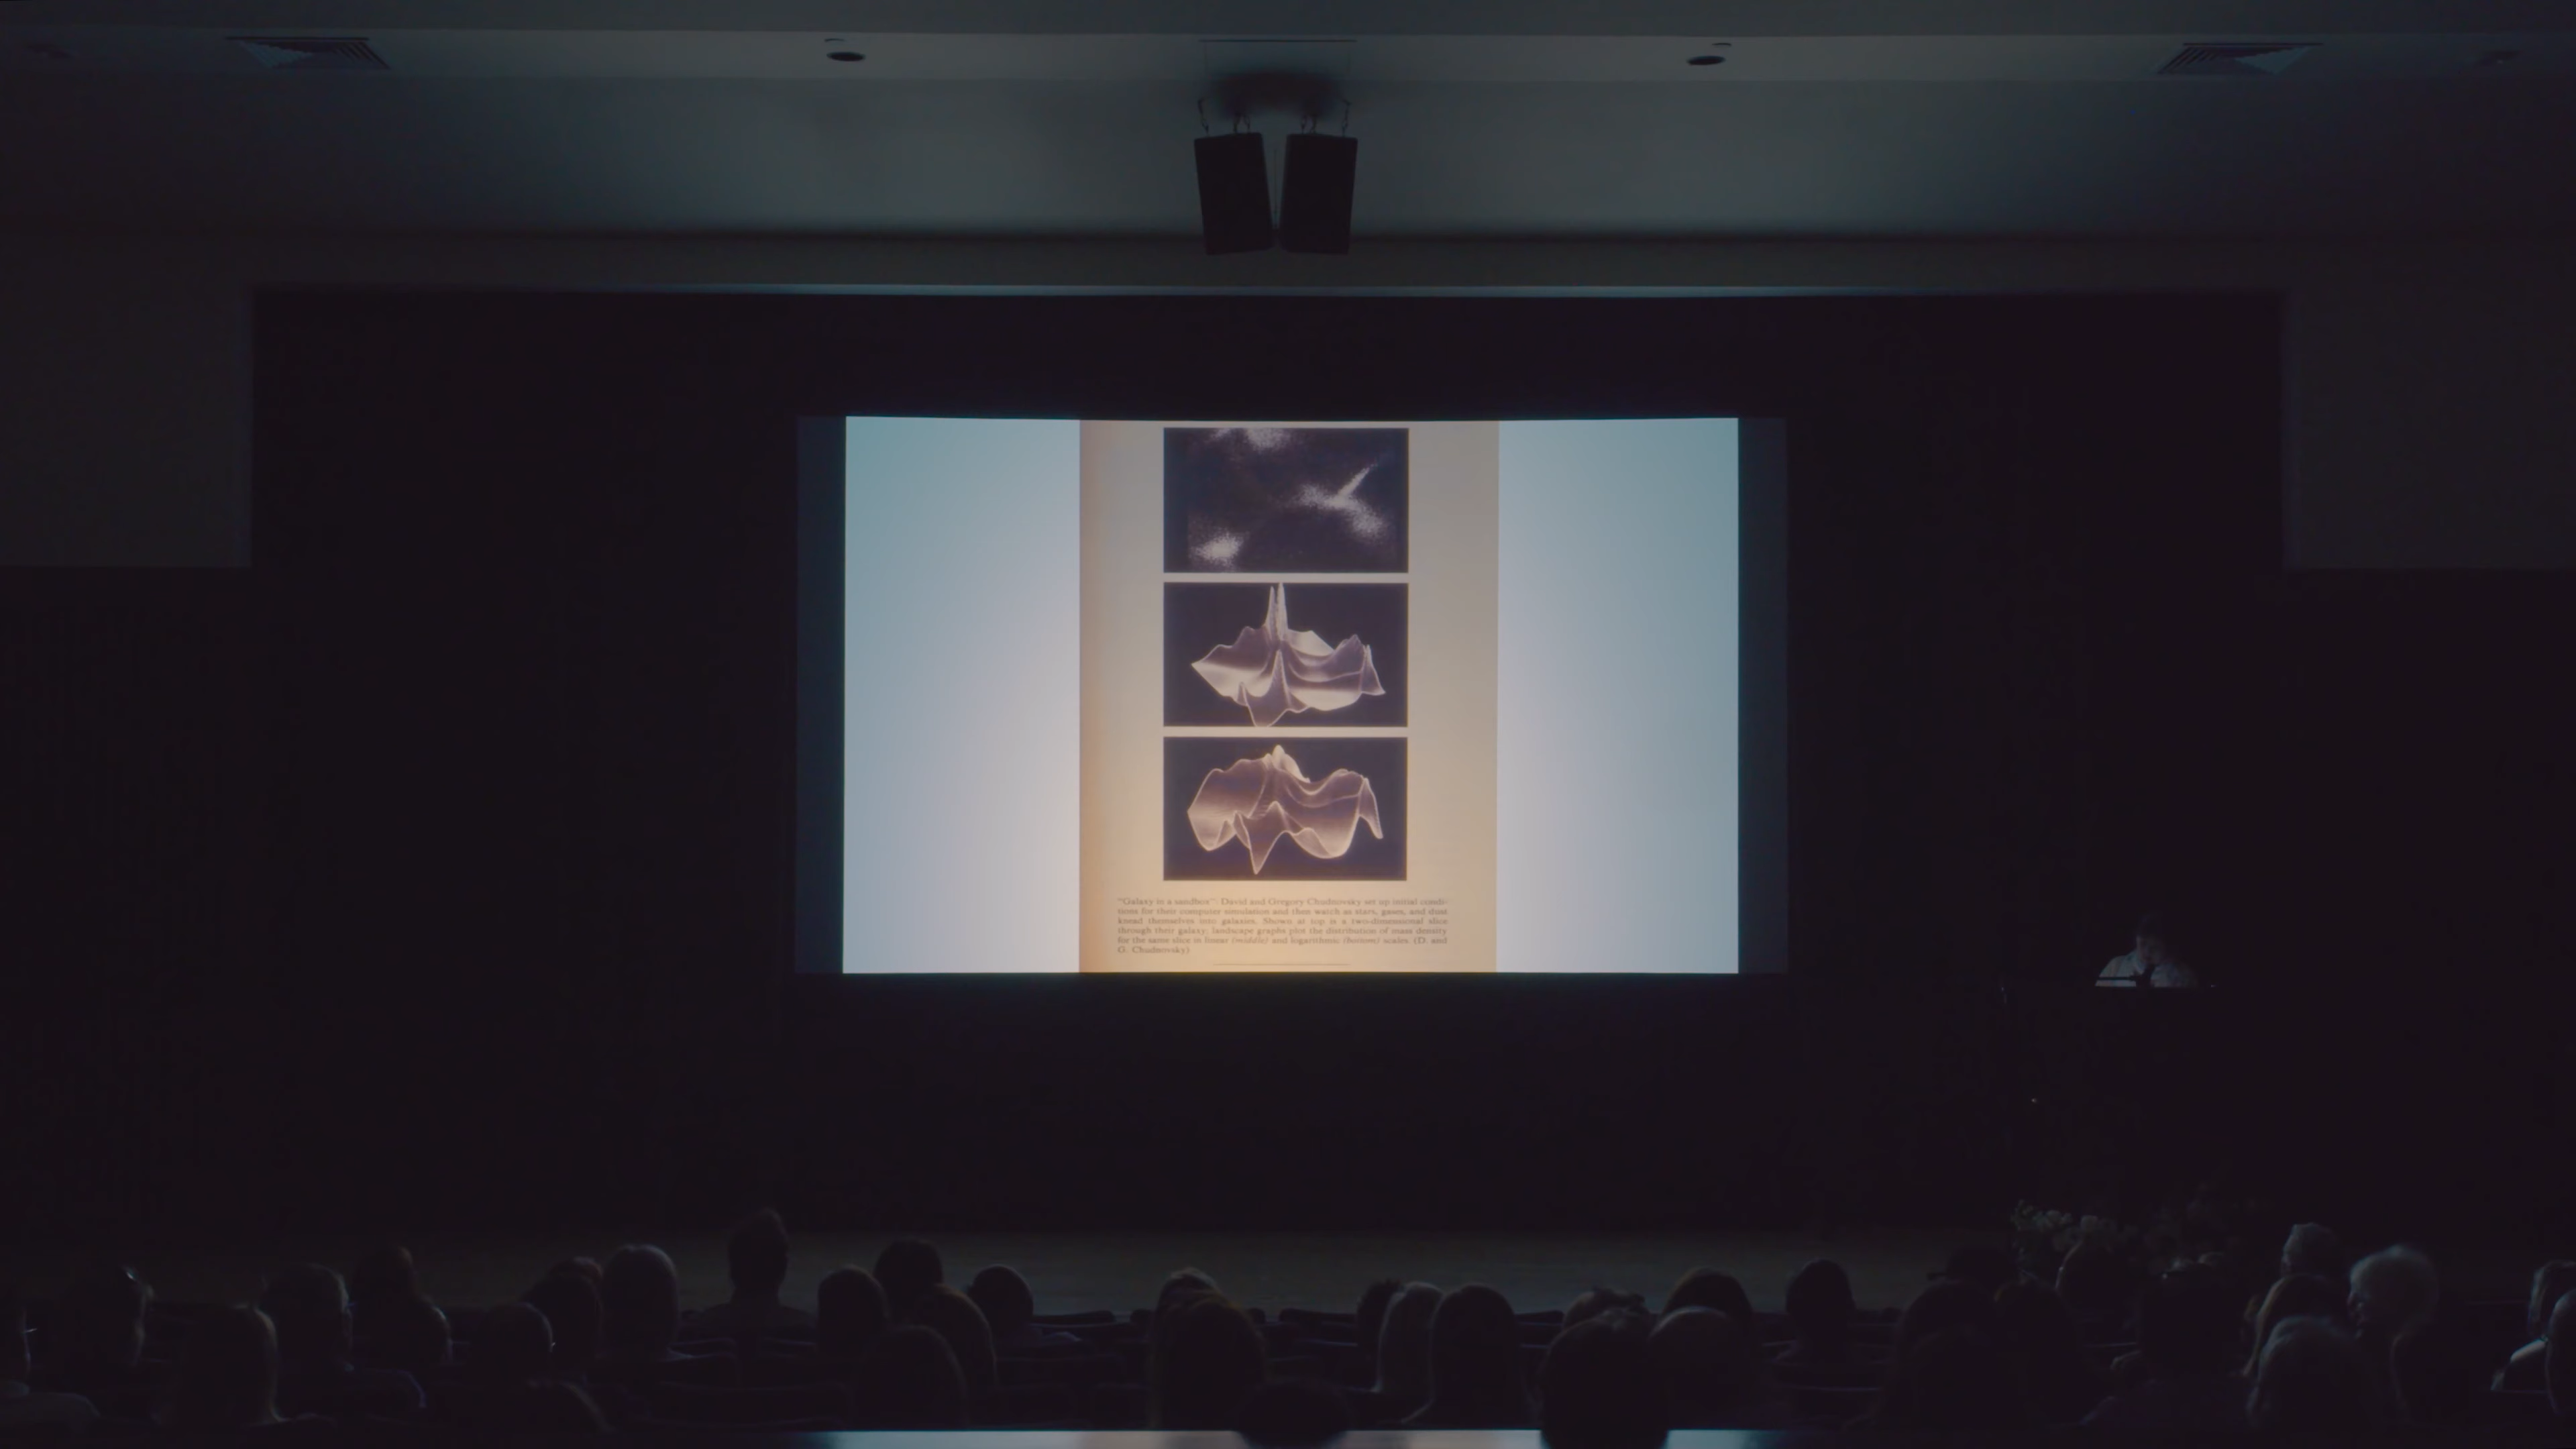 "Galaxy in a sandbox": David and Gregory Chudnovsky set up initial condi-
tions for their computer simulation and then watch as stars, gases, and dust
knead themselves into galaxies. Shown at top is a two-dimensional slice
through their galaxy; landscape graphs plot the distribution of mass density
for the same slice in linear (middle) and logarithmic (bottom) scales. (D. and
G. Chudnovsky)